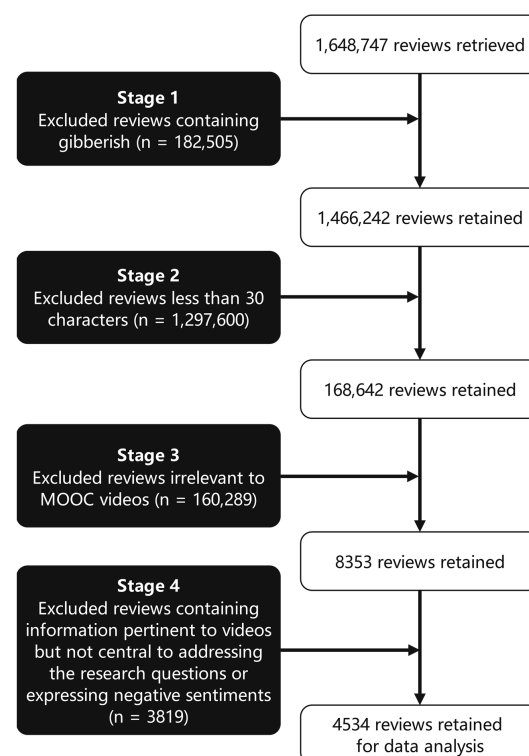 1,648,747 reviews retrieved
Stage 1
Excluded reviews containing
gibberish (n = 182,505)
1,466,242 reviews retained
Stage 2
Excluded reviews less than 30
characters (n = 1,297,600)
168,642 reviews retained
Stage 3
Excluded reviews irrelevant to
MOOC videos (n = 160,289)
8353 reviews retained
Stage 4
Excluded reviews containing
information pertinent to videos
but not central to addressing
the research questions or
expressing negative sentiments
(n = 3819)
4534 reviews retained
for data analysis